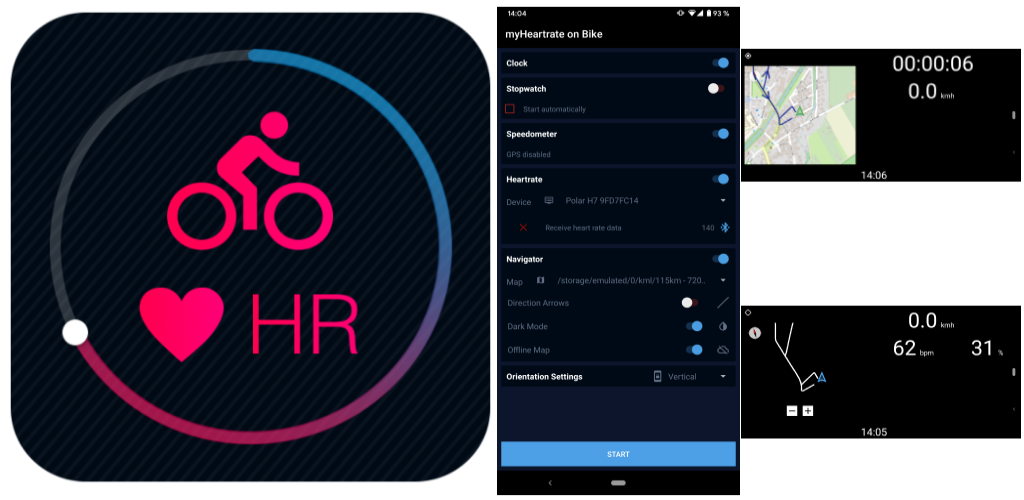 HR
14:04
93 %
myHeartrate on Bike
Clock
Stopwatch
Start automatically
Speedometer
GPS disabled
Heartrate
Device Polar H7 9FD7FC14
Receive heart rate data 140
Navigator
Map /storage/emulated/0/kml/115km - 720..
Direction Arrows
Dark Mode
Offline Map
Orientation Settings Vertical
START
00:00:06
0.0 kmh
14:06
0.0 kmh
62 bpm 31 %
14:05